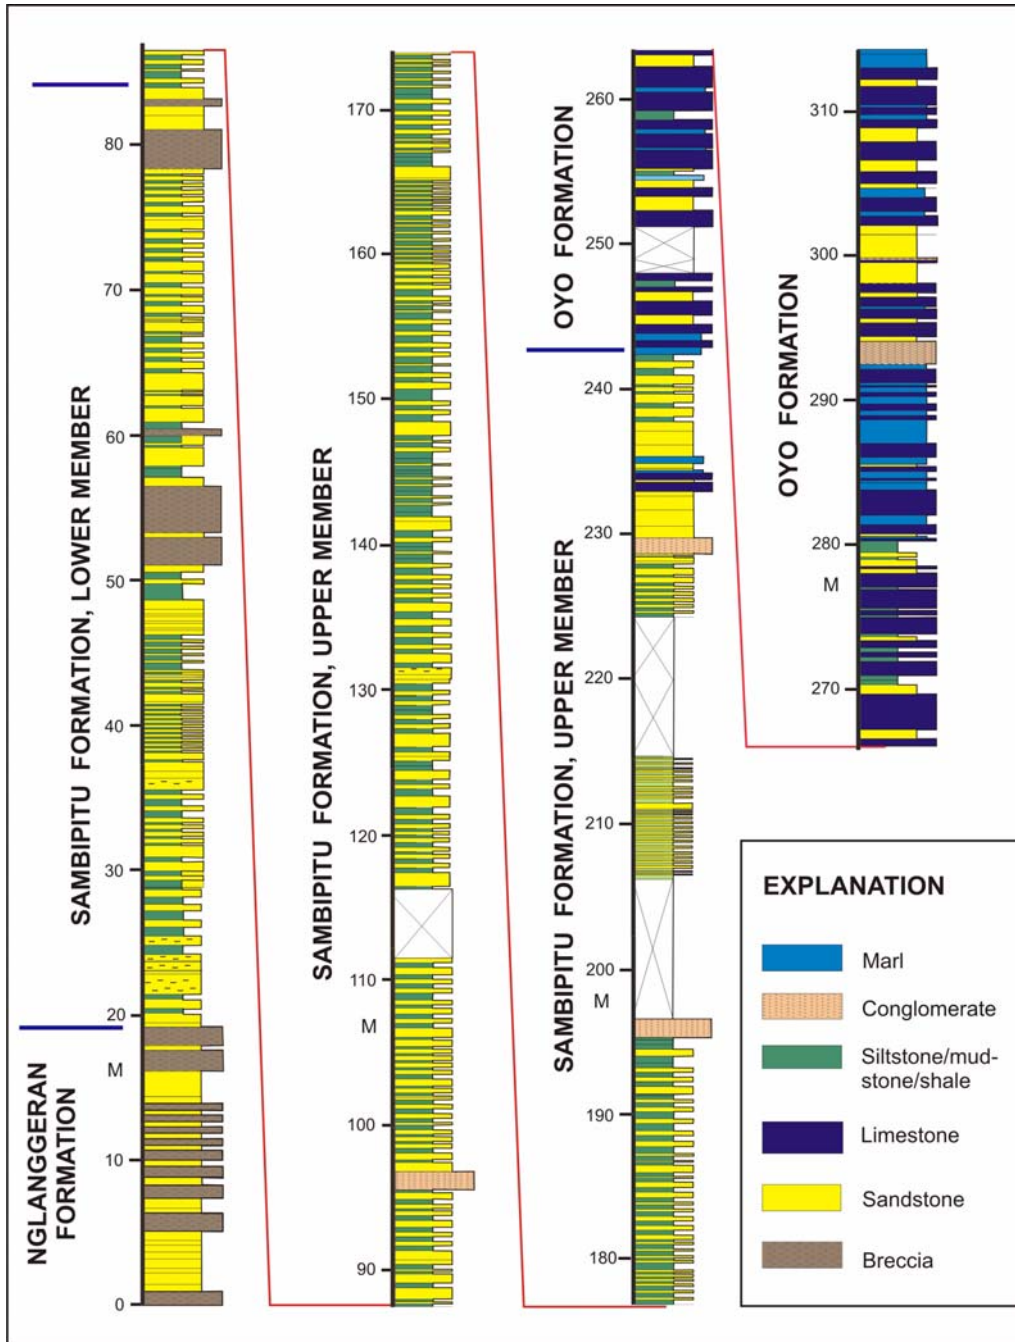 80
70
60
50
40
30
20
M
10
0
SAMBIPITU FORMATION, LOWER MEMBER
NGLANGGERAN
FORMATION
170
160
150
140
130
120
110
M
100
90
SAMBIPITU FORMATION, UPPER MEMBER
260
250
240
230
220
210
200
M
190
180
OYO FORMATION
SAMBIPITU FORMATION, UPPER MEMBER
310
300
290
280
M
270
OYO FORMATION
EXPLANATION
Marl
Conglomerate
Siltstone/mud-
stone/shale
Limestone
Sandstone
Breccia